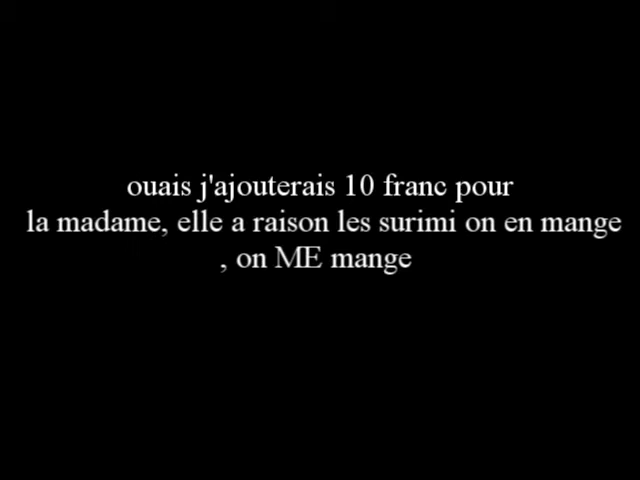 ouais j'ajouterais 10 franc pour
la madame, elle a raison les surimi on en mange
, on ME mange